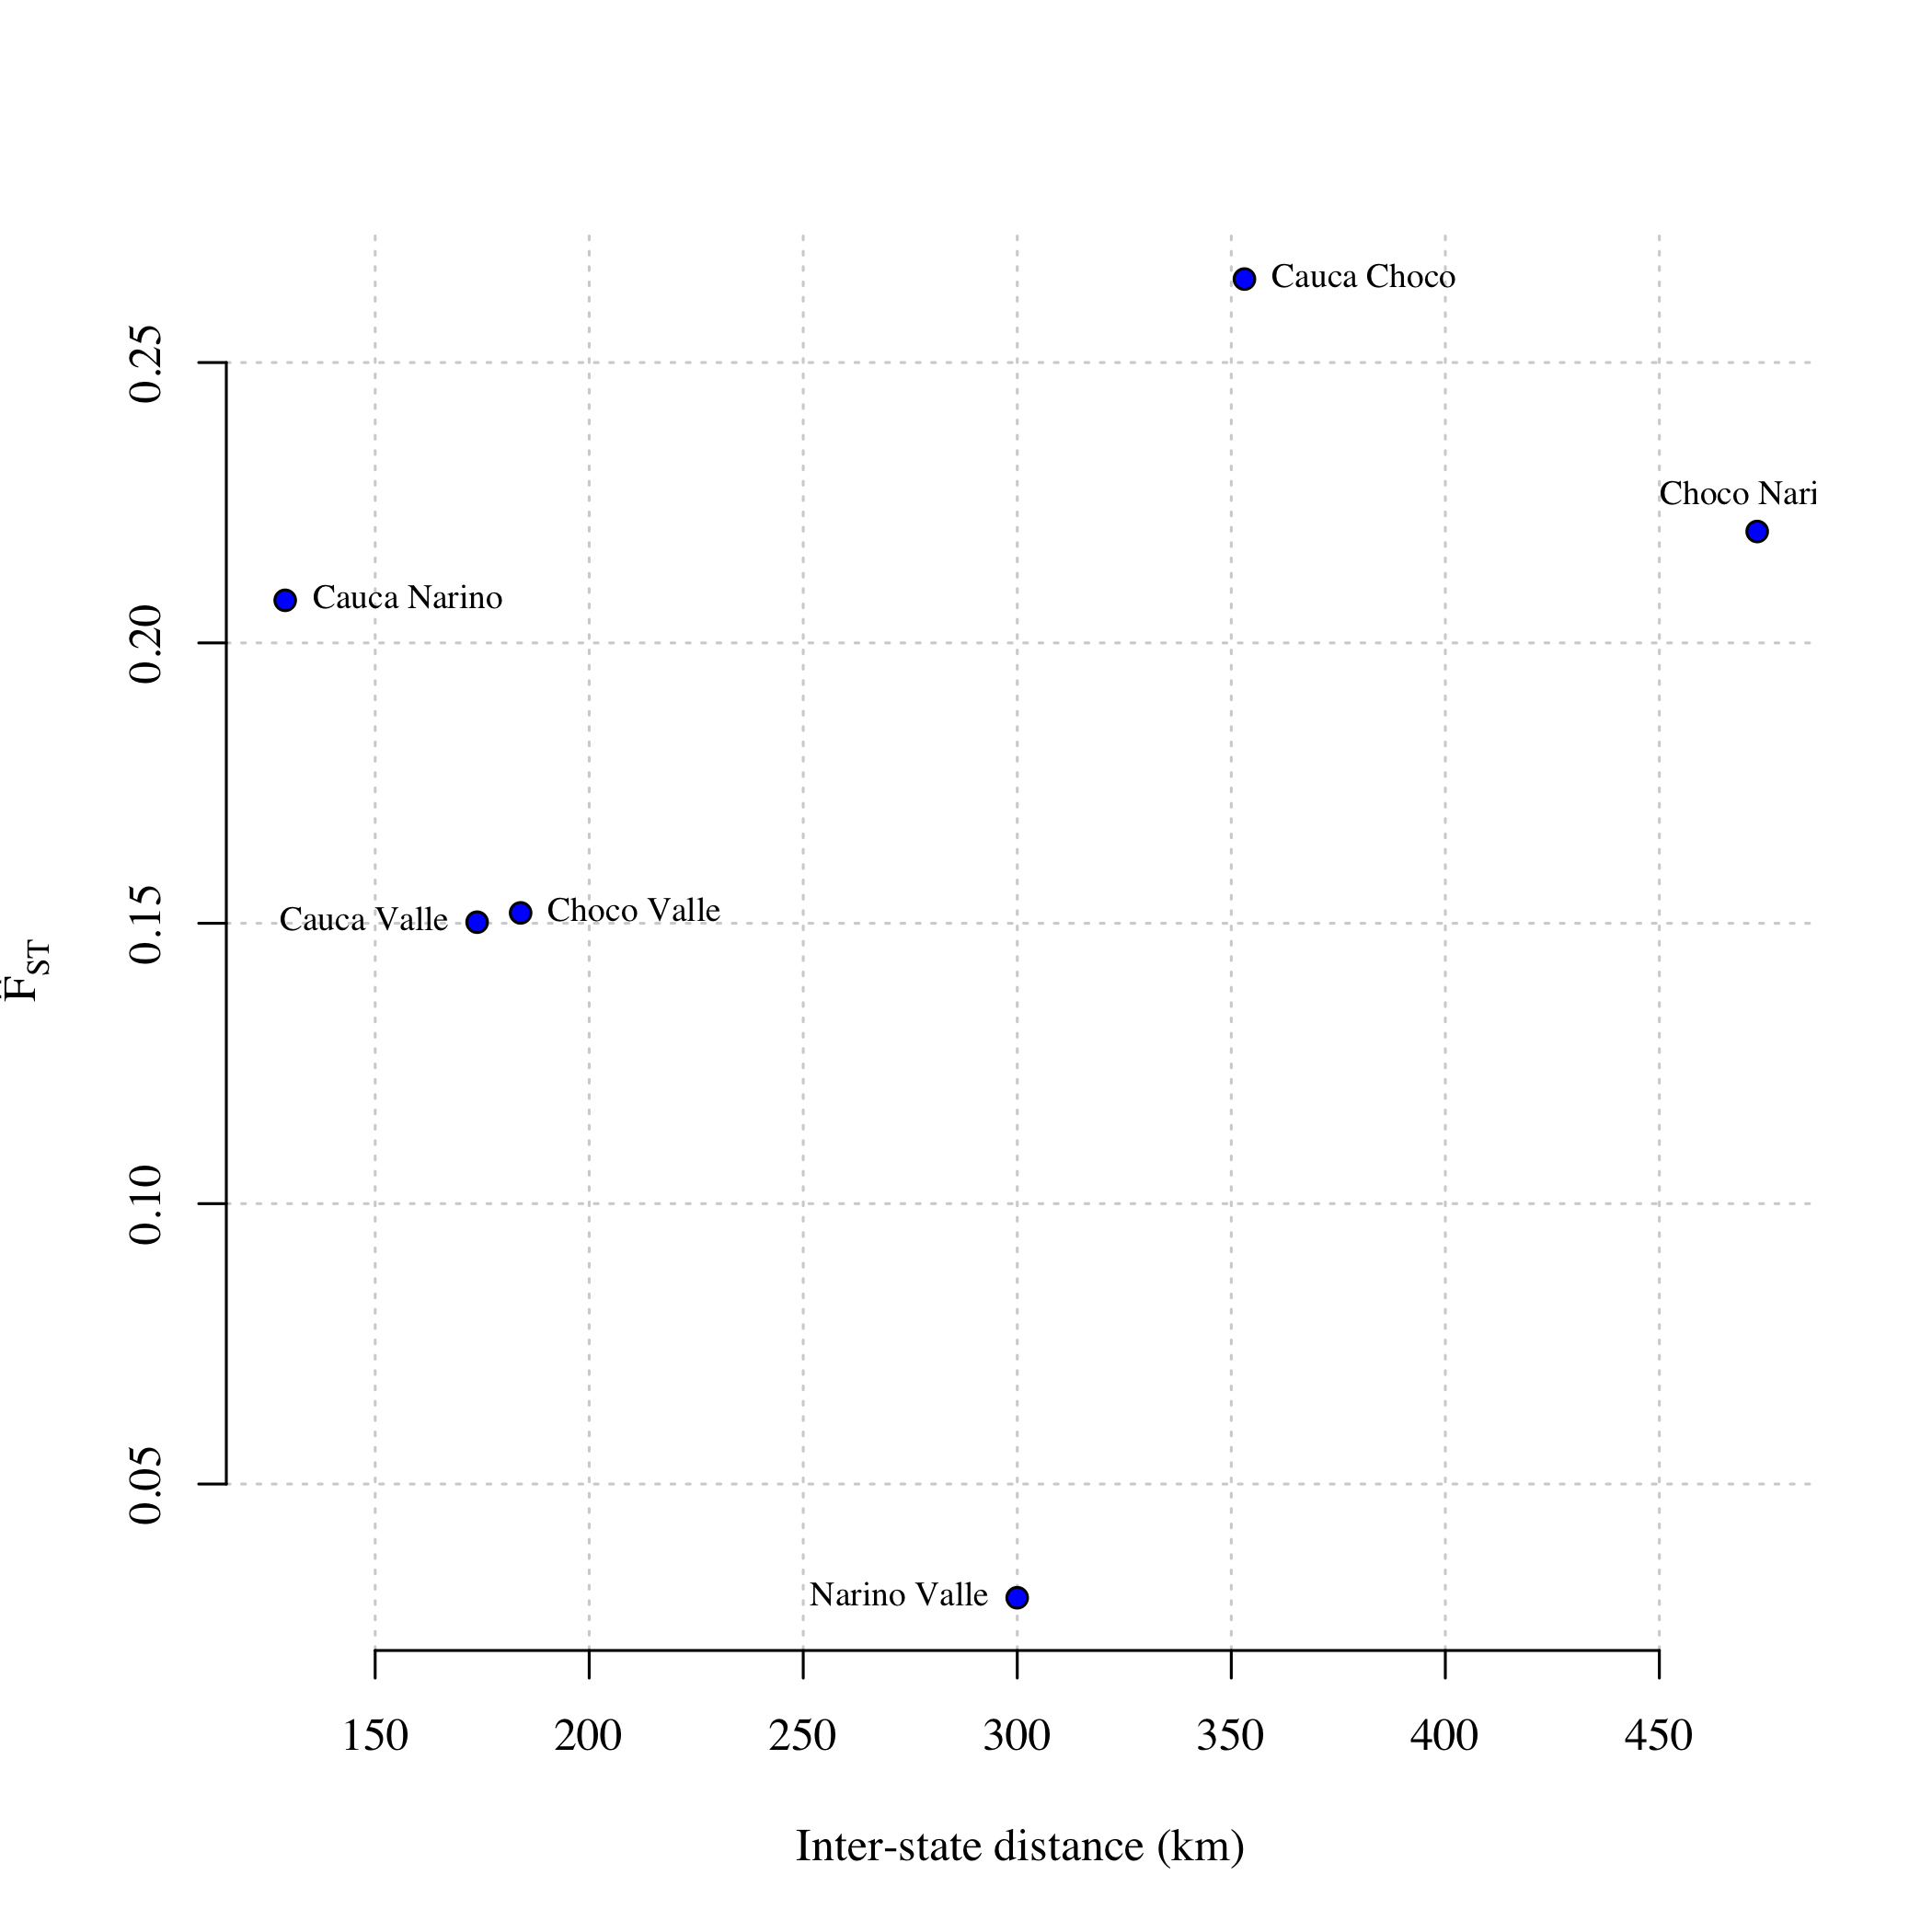 Cauca Choco
0.25
Choco Nari
Cauca Narino
0.20
Cauca Valle
Choco Valle
0.15
F_ST
0.10
0.05
Narino Valle
150 200 250 300 350 400 450
Inter-state distance (km)